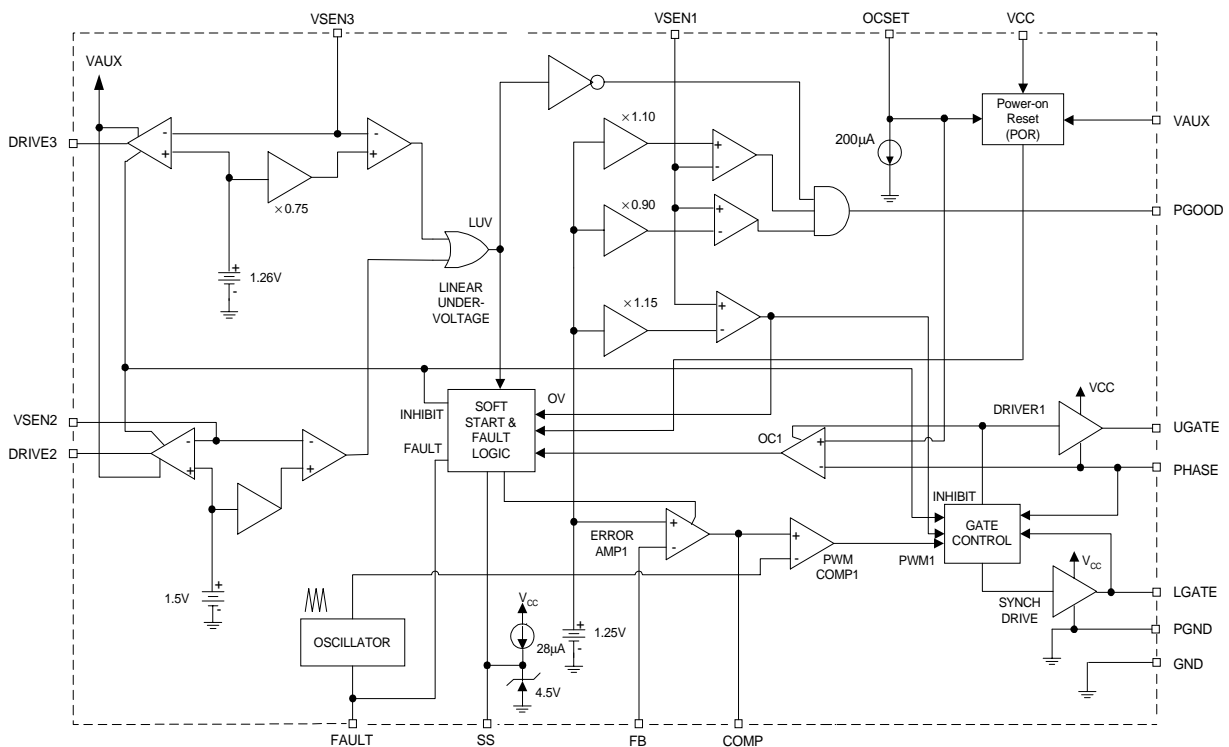 VSEN3
VSEN1
OCSET
VCC
VAUX
DRIVE3
-
+
-
+
×0.75
+
1.26V
-
LUV
LINEAR
UNDER-
VOLTAGE
×1.10
+
-
×0.90
+
-
×1.15
+
-
200µA
Power-on
Reset
(POR)
VAUX
PGOOD
VSEN2
DRIVE2
-
+
-
+
+
1.5V
-
INHIBIT
FAULT
SOFT
START &
FAULT
LOGIC
OV
OC1
+
-
DRIVER1
VCC
UGATE
PHASE
INHIBIT
GATE
CONTROL
PWM1
ERROR
AMP1
+
-
+
-
PWM
COMP1
SYNCH
DRIVE
VCC
LGATE
PGND
GND
OSCILLATOR
VCC
28µA
4.5V
+
1.25V
-
FAULT
SS
FB
COMP